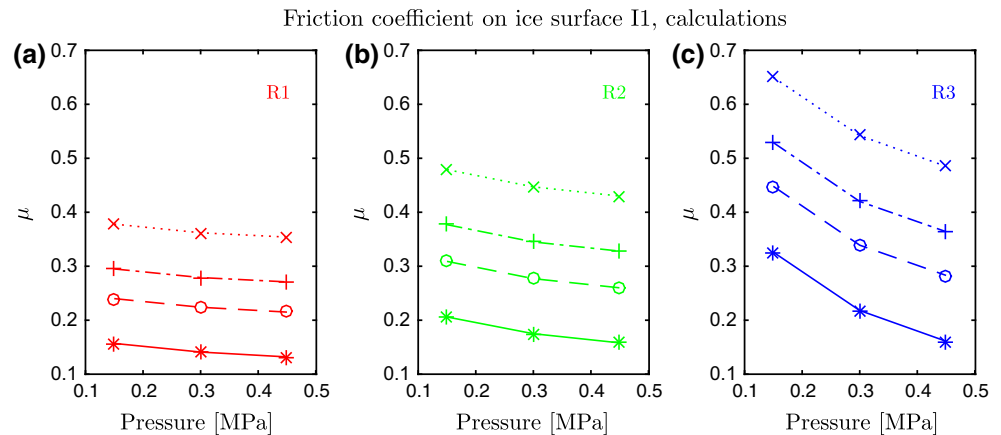 Friction coefficient on ice surface I1, calculations
(a)
0.7
0.6
0.5
0.4
0.3
0.2
0.1
μ
R1
0.1 0.2 0.3 0.4 0.5
Pressure [MPa]
(b)
0.7
0.6
0.5
0.4
0.3
0.2
0.1
μ
R2
0.1 0.2 0.3 0.4 0.5
Pressure [MPa]
(c)
0.7
0.6
0.5
0.4
0.3
0.2
0.1
μ
R3
0.1 0.2 0.3 0.4 0.5
Pressure [MPa]